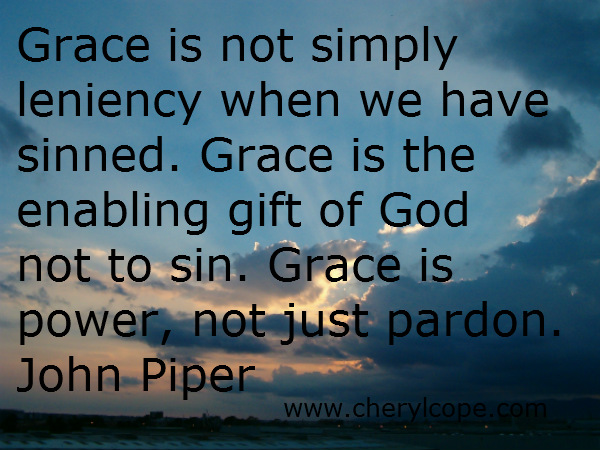 Grace is not simply
leniency when we have
sinned. Grace is the
enabling gift of God
not to sin. Grace is
power, not just pardon.
John Piper
www.cherylcope.com